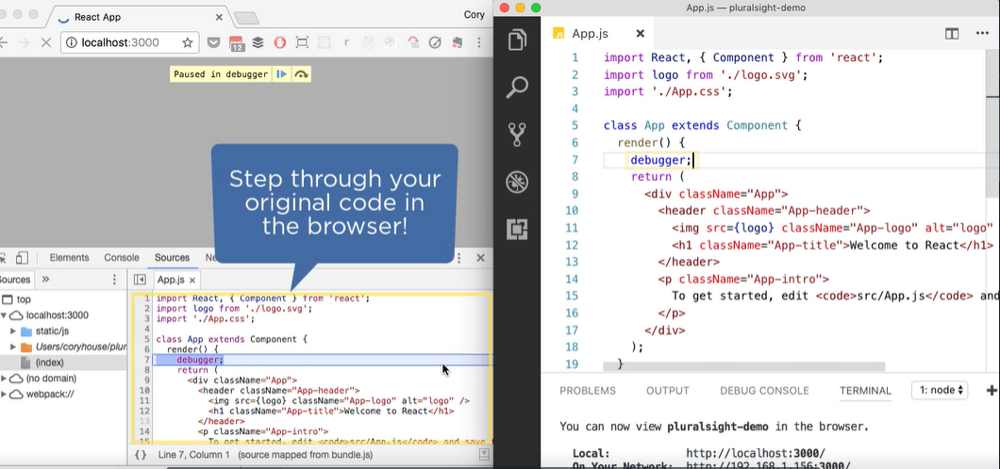 React App
Cory
localhost:3000
12
Paused in debugger
Step through your
original code in
the browser!
Elements Console Sources
Sources
top
localhost:3000
static/js
Users/coryhouse/plur
(index)
(no domain)
webpack://
App.js
1 import React, { Component } from 'react';
2 import logo from './logo.svg';
3 import './App.css';
4
5 class App extends Component {
6 render() {
7 debugger;
8 return (
9 <div className="App">
10 <header className="App-header">
11 <img src={logo} className="App-logo" alt="logo" />
12 <h1 className="App-title">Welcome to React</h1>
13 </header>
14 <p className="App-intro">
15 To get started, edit <code>src/App.js</code> and save
{} Line 7, Column 1 (source mapped from bundle.js)
App.js — pluralsight-demo
App.js
1 import React, { Component } from 'react';
2 import logo from './logo.svg';
3 import './App.css';
4
5 class App extends Component {
6 render() {
7 debugger;
8 return (
9 <div className="App">
10 <header className="App-header">
11 <img src={logo} className="App-logo" alt="logo"
12 <h1 className="App-title">Welcome to React</h1>
13 </header>
14 <p className="App-intro">
15 To get started, edit <code>src/App.js</code> and
16 </p>
17 </div>
18 );
19 }
PROBLEMS OUTPUT DEBUG CONSOLE TERMINAL 1: node
You can now view pluralsight-demo in the browser.
Local: http://localhost:3000/
On Your Network: http://192.168.1.156:3000/